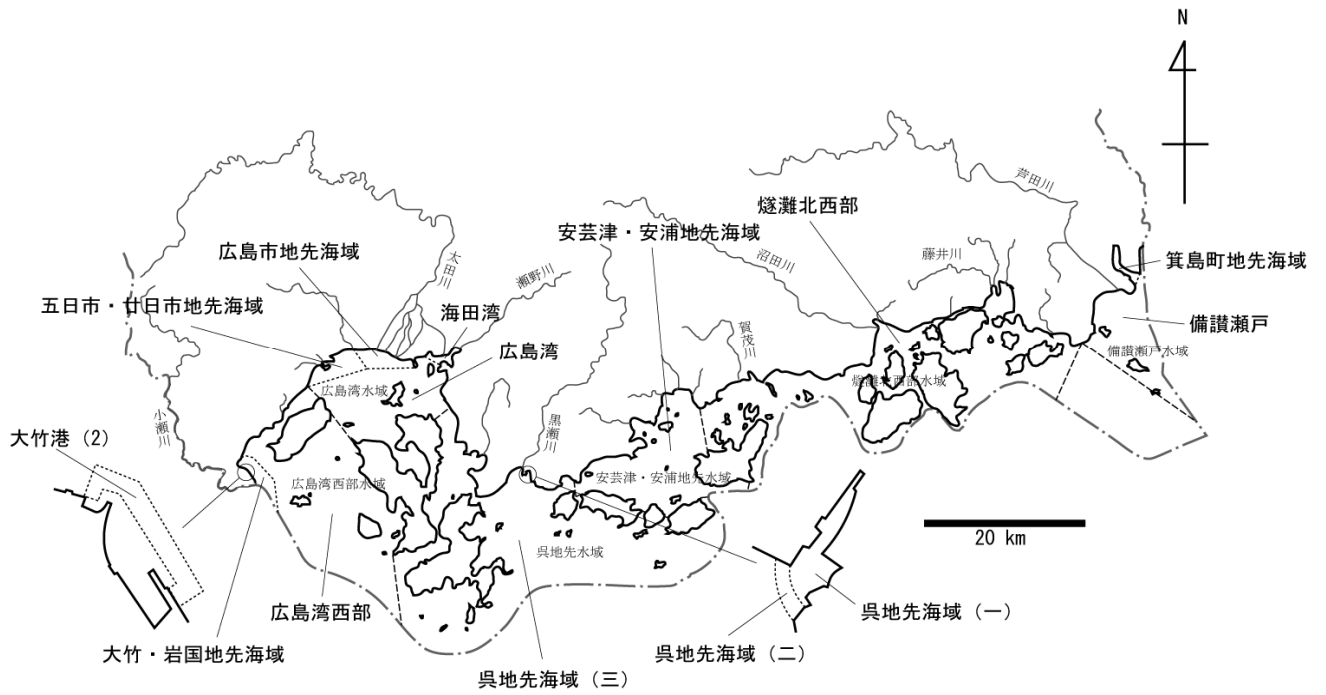 N
芦田川
燧灘北西部
安芸津・安浦地先海域
広島市地先海域
太田川
瀬野川
沼田川
藤井川
箕島町地先海域
五日市・廿日市地先海域
海田湾
備讃瀬戸
広島湾
賀茂川
備讃瀬戸水域
広島湾水域
燧灘北西部水域
小瀬川
黒瀬川
大竹港（2）
広島湾西部水域
安芸津・安浦地先水域
20 km
呉地先水域
広島湾西部
呉地先海域（一）
大竹・岩国地先海域
呉地先海域（二）
呉地先海域（三）